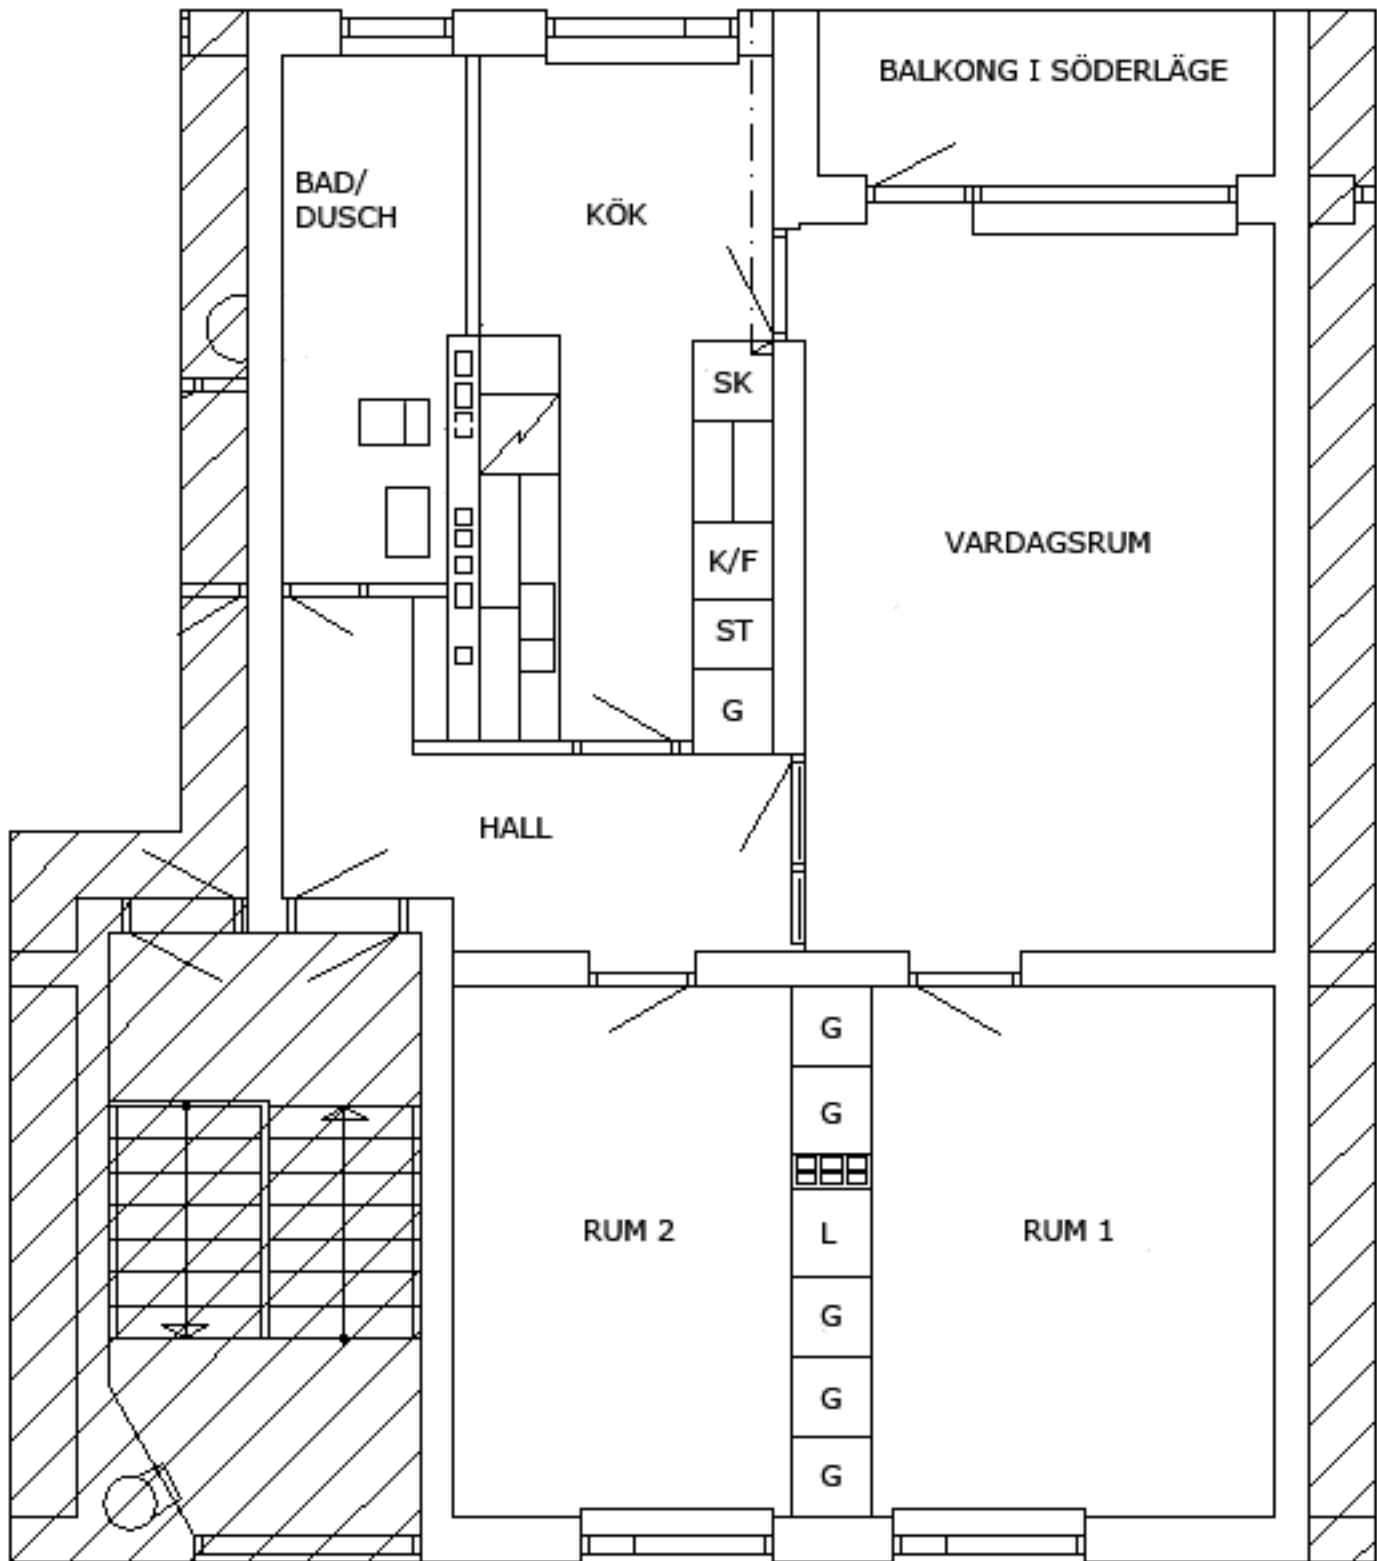 BALKONG I SÖDERLÄGE
BAD/
DUSCH
KÖK
SK
K/F
ST
G
VARDAGSRUM
HALL
G
G
L
G
G
G
RUM 2
RUM 1